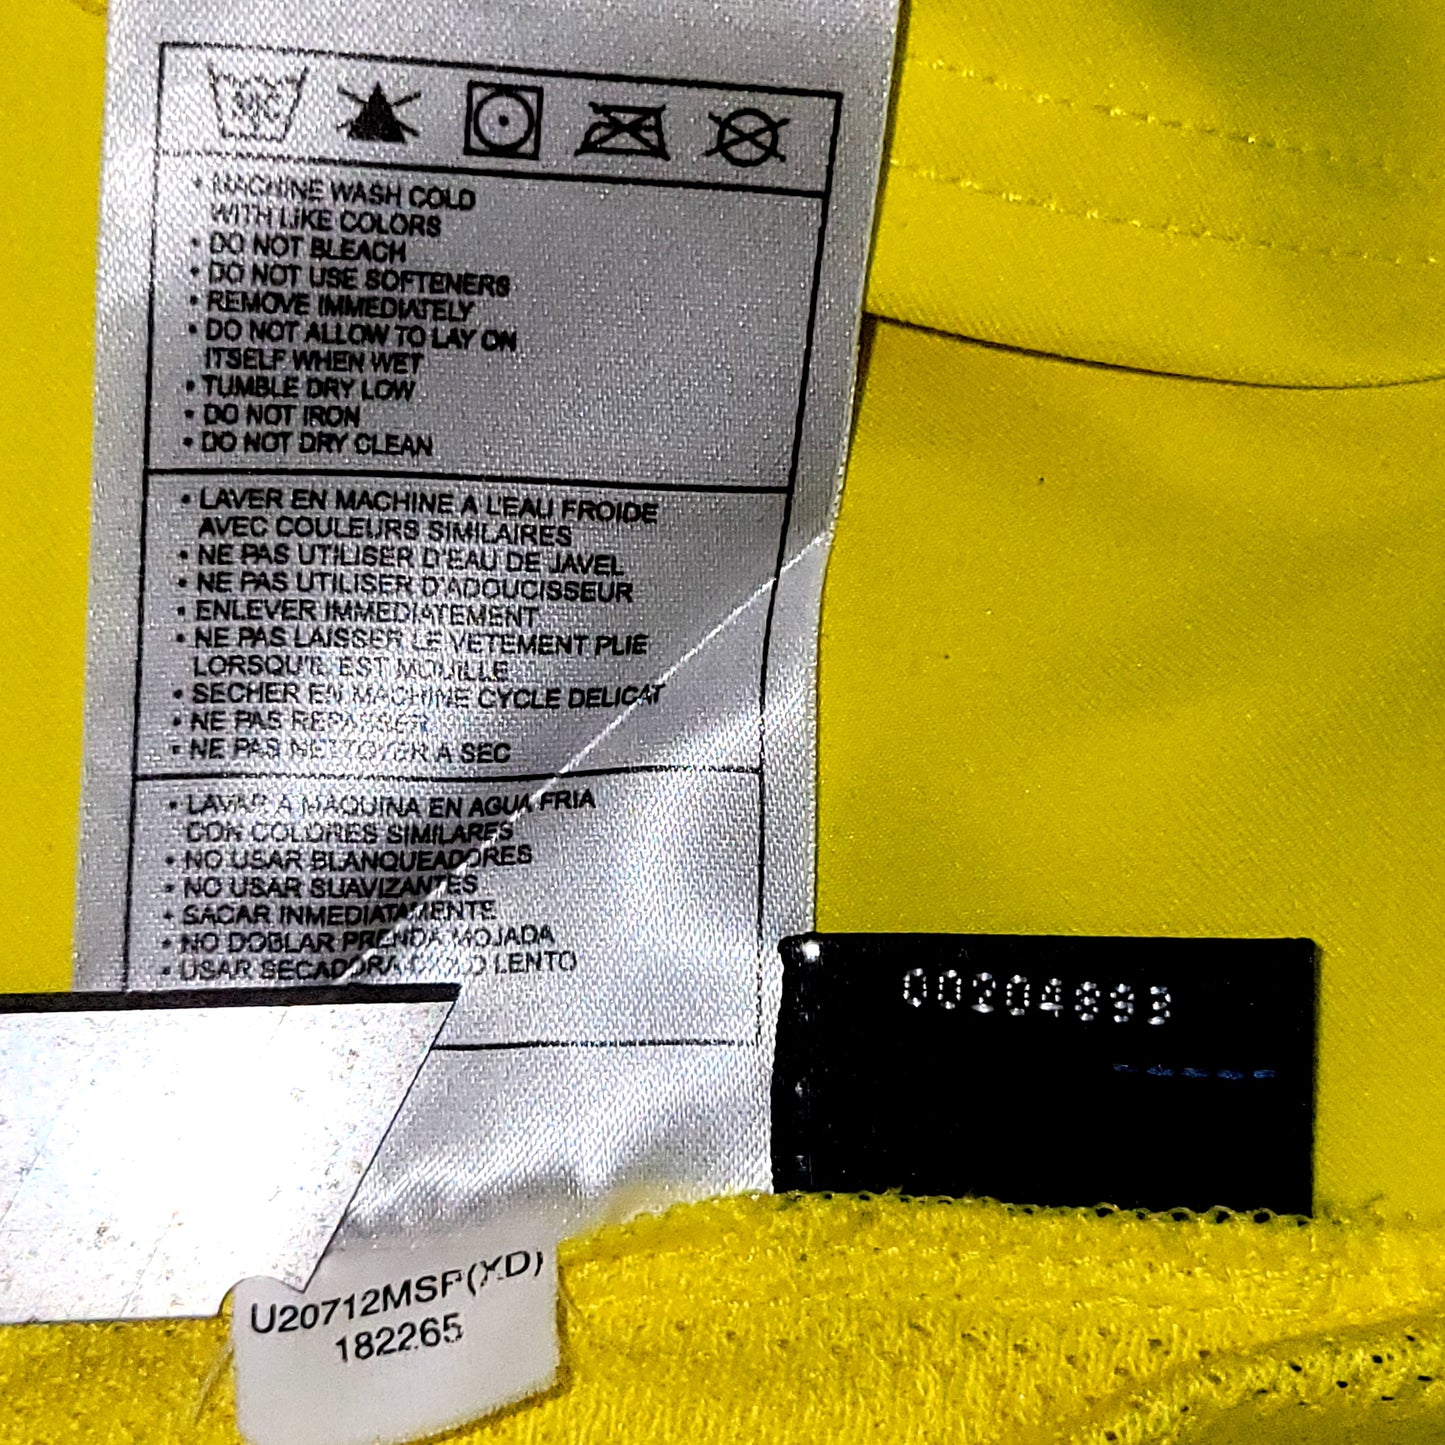 • MACHINE WASH COLD
WITH LIKE COLORS
• DO NOT BLEACH
• DO NOT USE SOFTENERS
• REMOVE IMMEDIATELY
• DO NOT ALLOW TO LAY ON
ITSELF WHEN WET
• TUMBLE DRY LOW
• DO NOT IRON
• DO NOT DRY CLEAN
• LAVER EN MACHINE A L'EAU FROIDE
AVEC COULEURS SIMILAIRES
• NE PAS UTILISER D'EAU DE JAVEL
• NE PAS UTILISER D'ADOUCISSEUR
• ENLEVER IMMEDIATEMENT
• NE PAS LAISSER LE VETEMENT PLIE
LORSQU'IL EST MOUILLE
• SECHER EN MACHINE CYCLE DELICAT
• NE PAS REPASSER
• NE PAS NETTOYER A SEC
• LAVAR A MAQUINA EN AGUA FRIA
CON COLORES SIMILARES
• NO USAR BLANQUEADORES
• NO USAR SUAVIZANTES
• SACAR INMEDIATAMENTE
• NO DOBLAR PRENDA MOJADA
• USAR SECADORA CICLO LENTO
U20712MSP(XD)
182265